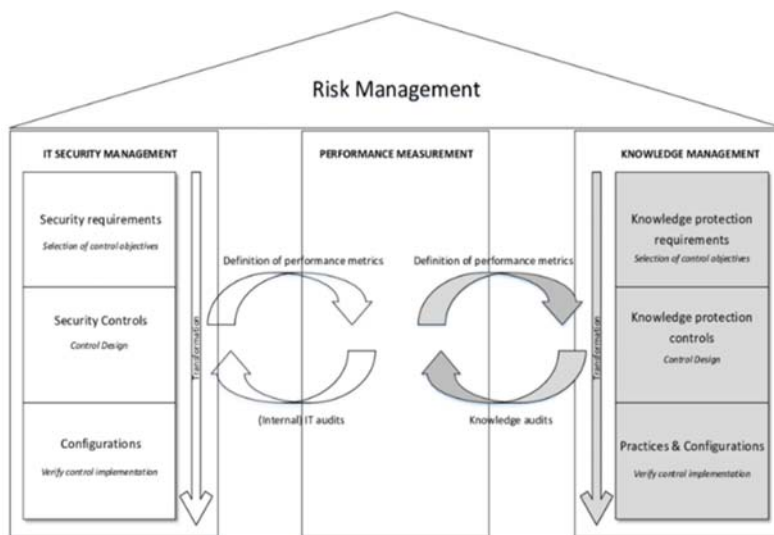 Risk Management
IT SECURITY MANAGEMENT
PERFORMANCE MEASUREMENT
KNOWLEDGE MANAGEMENT
Security requirements
Selection of control objectives
Security Controls
Control Design
Configurations
Verify control implementation
Transformation
Definition of performance metrics
(Internal) IT audits
Definition of performance metrics
Knowledge audits
Transformation
Knowledge protection
requirements
Selection of control objectives
Knowledge protection
controls
Control Design
Practices & Configurations
Verify control implementation